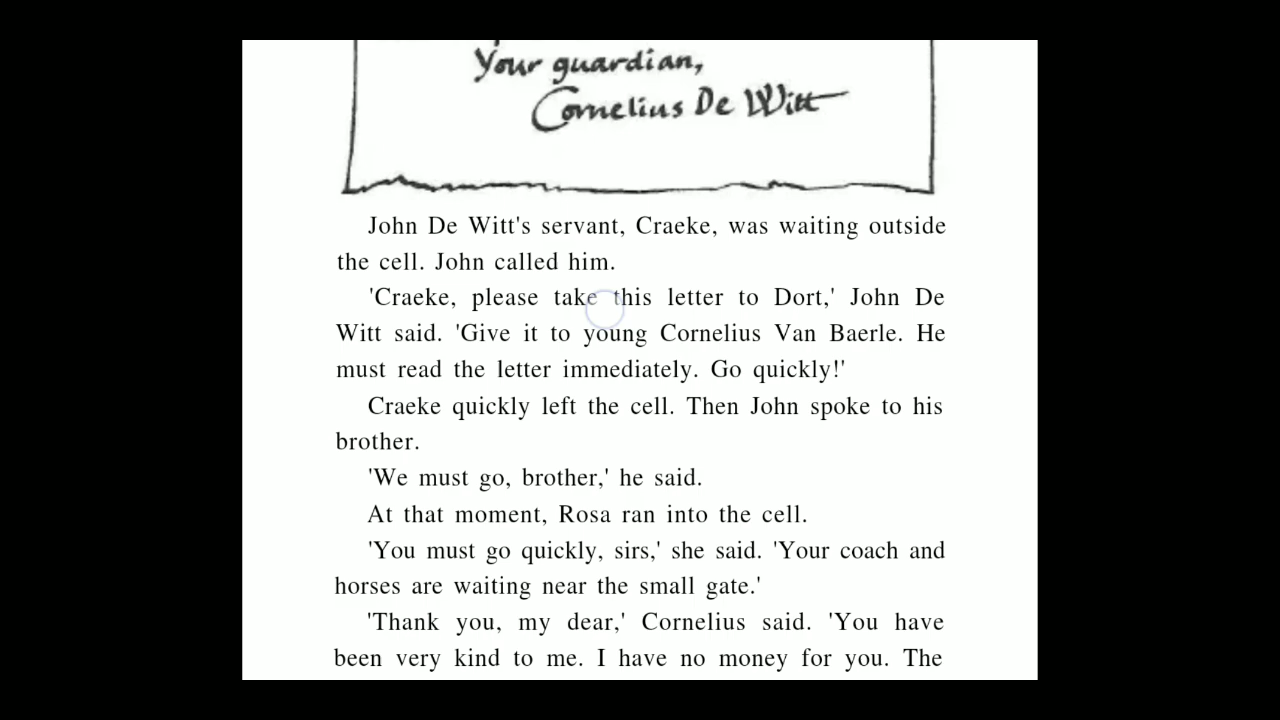 Your guardian,
Cornelius De Witt
John De Witt's servant, Craeke, was waiting outside
the cell. John called him.
'Craeke, please take this letter to Dort,' John De
Witt said. 'Give it to young Cornelius Van Baerle. He
must read the letter immediately. Go quickly!'
Craeke quickly left the cell. Then John spoke to his
brother.
'We must go, brother,' he said.
At that moment, Rosa ran into the cell.
'You must go quickly, sirs,' she said. 'Your coach and
horses are waiting near the small gate.'
'Thank you, my dear,' Cornelius said. 'You have
been very kind to me. I have no money for you. The